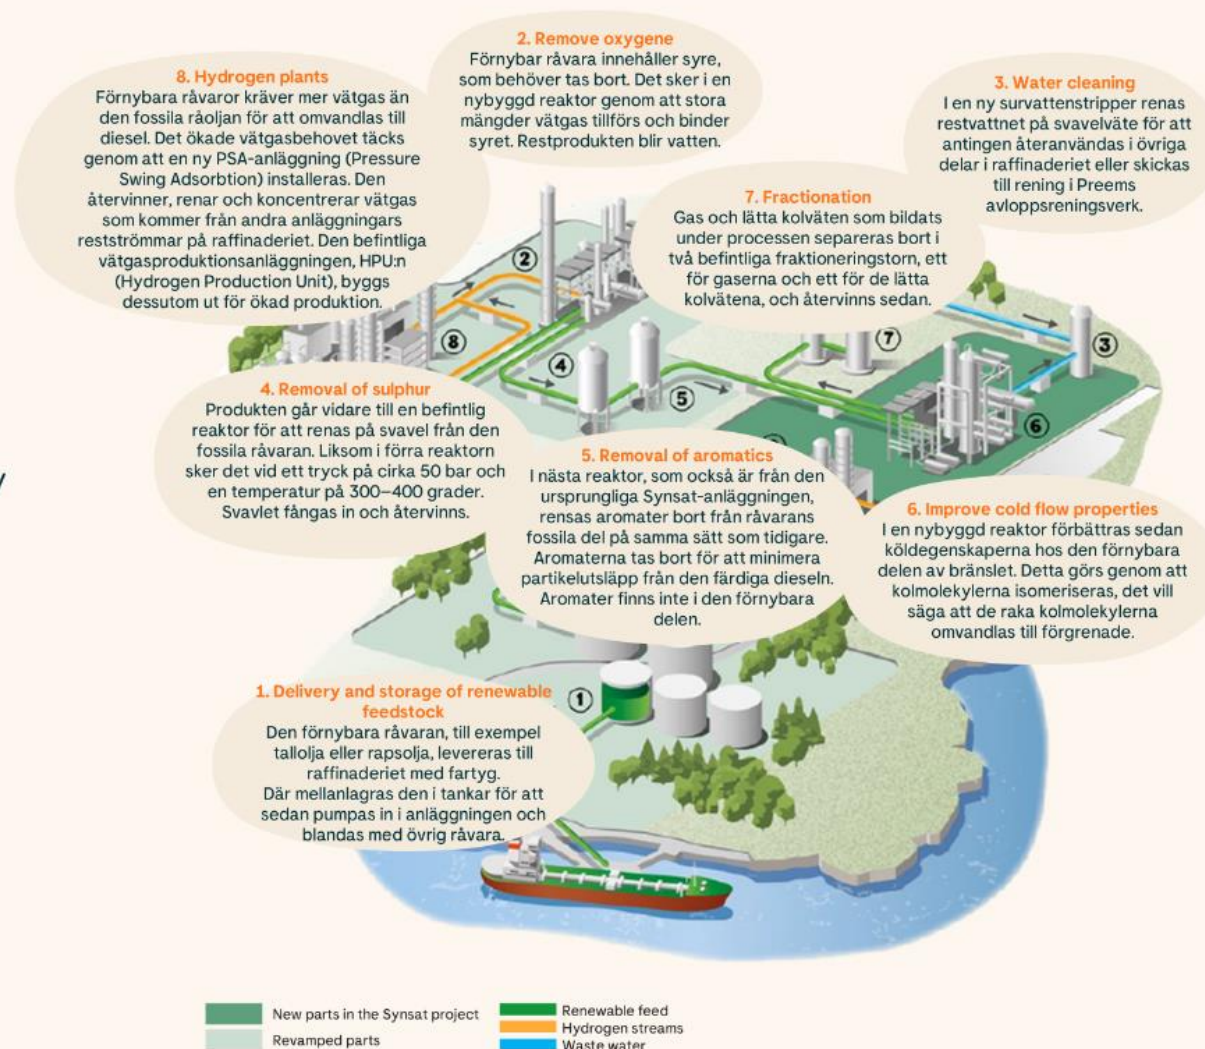 2. Remove oxygene
Förnybar råvara innehåller syre,
som behöver tas bort. Det sker i en
nybyggd reaktor genom att stora
mängder vätgas tillförs och binder
syret. Restprodukten blir vatten.
8. Hydrogen plants
Förnybara råvaror kräver mer vätgas än
den fossila råoljan för att omvandlas till
diesel. Det ökade vätgasbehovet täcks
genom att en ny PSA-anläggning (Pressure
Swing Adsorbtion) installeras. Den
återvinner, renar och koncentrerar vätgas
som kommer från andra anläggningars
restströmmar på raffinaderiet. Den befintliga
vätgasproduktionsanläggningen, HPU:n
(Hydrogen Production Unit), byggs
dessutom ut för ökad produktion.
3. Water cleaning
I en ny survattenstripper renas
restvattnet på svavelväte för att
antingen återanvändas i övriga
delar i raffinaderiet eller skickas
till rening i Preems
avloppsreningsverk.
7. Fractionation
Gas och lätta kolväten som bildats
under processen separeras bort i
två befintliga fraktioneringstorn, ett
för gaserna och ett för de lätta
kolvätena, och återvinns sedan.
2
8
4
5
7
3
6
4. Removal of sulphur
Produkten går vidare till en befintlig
reaktor för att renas på svavel från den
fossila råvaran. Liksom i förra reaktorn
sker det vid ett tryck på cirka 50 bar och
en temperatur på 300–400 grader.
Svavlet fångas in och återvinns.
5. Removal of aromatics
I nästa reaktor, som också är från den
ursprungliga Synsat-anläggningen,
rensas aromater bort från råvarans
fossila del på samma sätt som tidigare.
Aromaterna tas bort för att minimera
partikelutsläpp från den färdiga dieseln.
Aromater finns inte i den förnybara
delen.
6. Improve cold flow properties
I en nybyggd reaktor förbättras sedan
köldegenskaperna hos den förnybara
delen av bränslet. Detta görs genom att
kolmolekylerna isomeriseras, det vill
säga att de raka kolmolekylerna
omvandlas till förgrenade.
1. Delivery and storage of renewable
feedstock
Den förnybara råvaran, till exempel
tallolja eller rapsolja, levereras till
raffinaderiet med fartyg.
Där mellanlagras den i tankar för att
sedan pumpas in i anläggningen och
blandas med övrig råvara.
1
New parts in the Synsat project
Revamped parts
Renewable feed
Hydrogen streams
Waste water